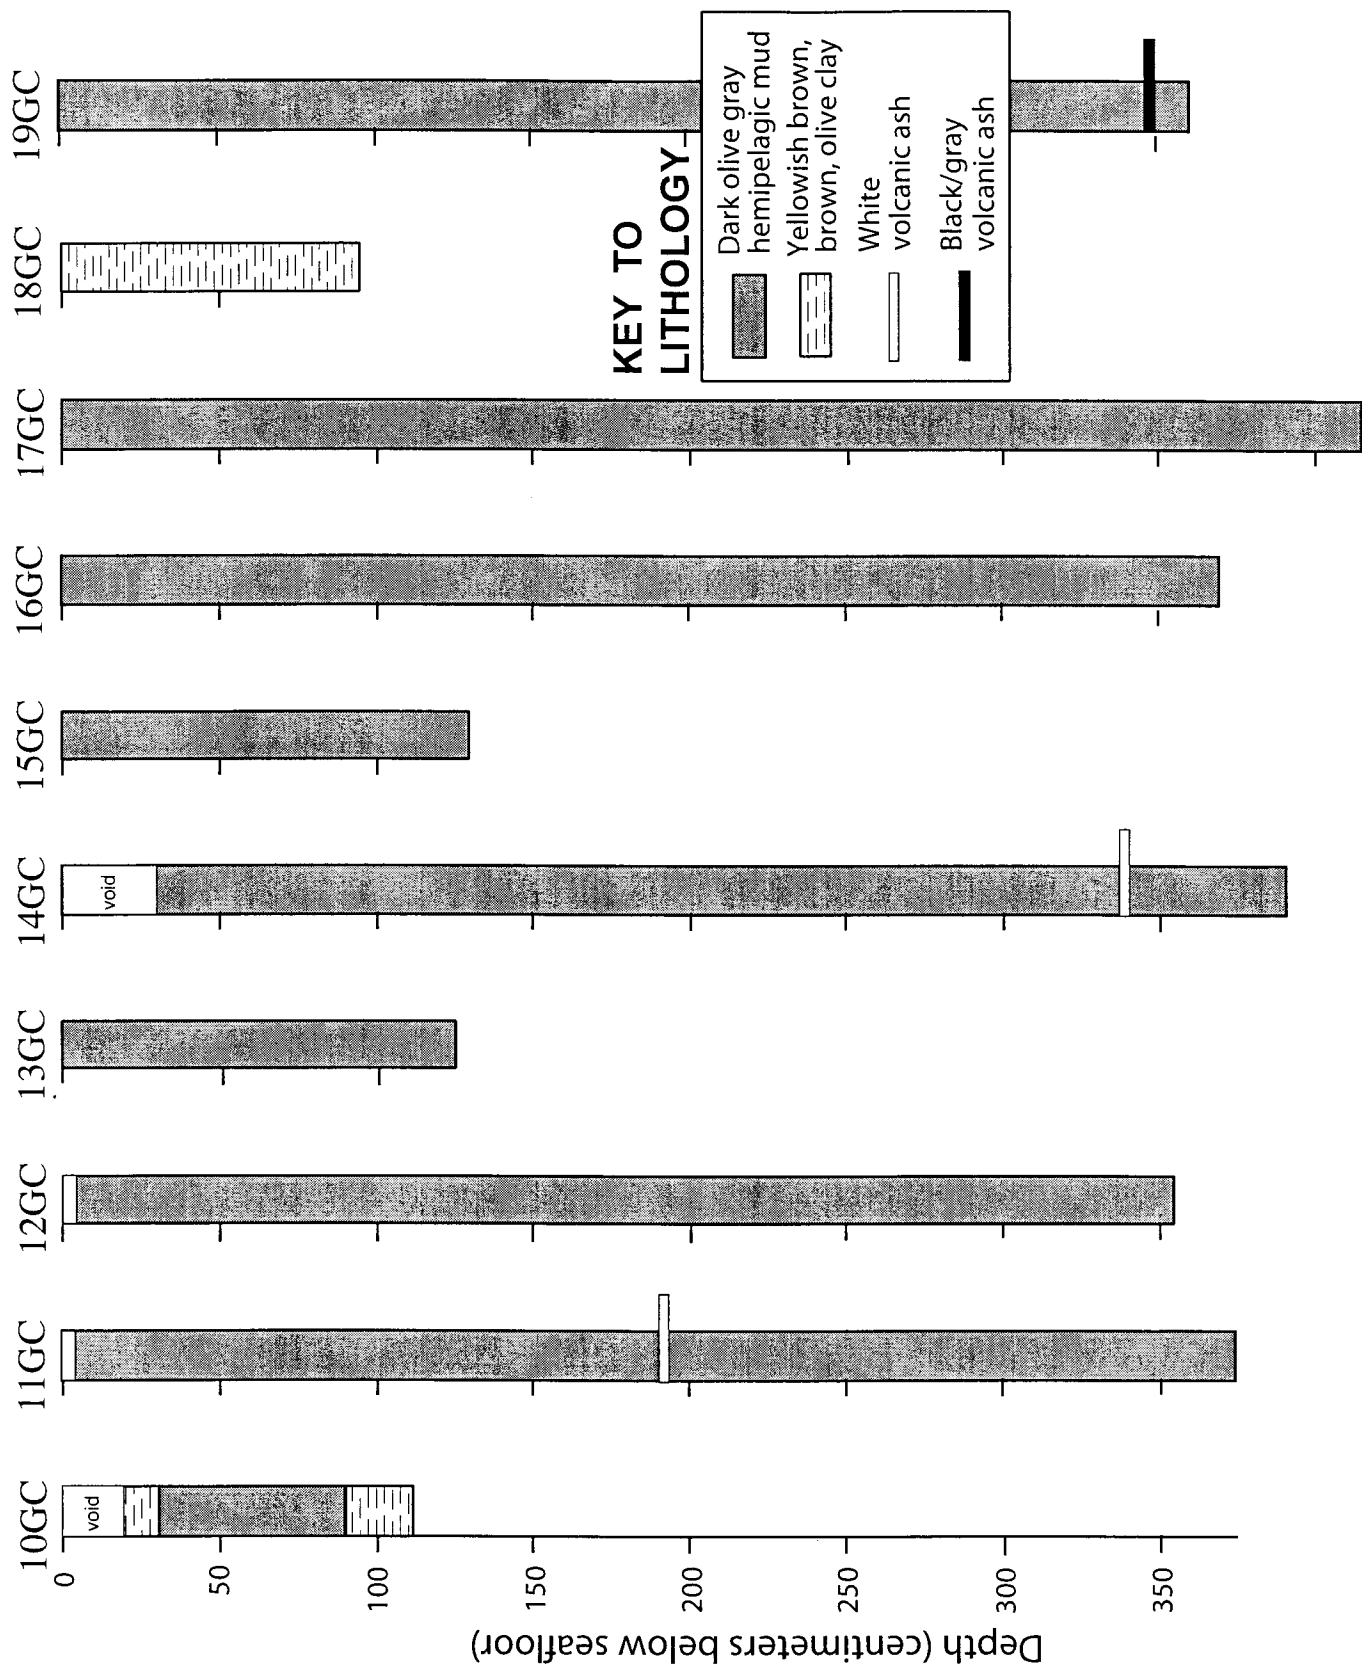 10GC
11GC
12GC
13GC
14GC
15GC
16GC
17GC
18GC
19GC
void
void
0
50
100
150
200
250
300
350
Depth (centimeters below seafloor)
KEY TO
LITHOLOGY
Dark olive gray
hemipelagic mud
Yellowish brown,
brown, olive clay
White
volcanic ash
Black/gray
volcanic ash